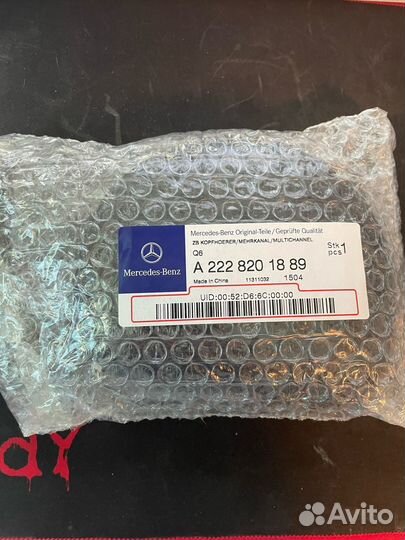 Mercedes-Benz Original-Teile / Geprüfte Qualität
ZB KOPFHOERER/MEHRKANAL/MULTICHANNEL
Q6
Stk
pcs 1
A 222 820 18 89
Made in China 11311032 1504
Mercedes-Benz
UID:00:52:D6:6C:00:00
Avito